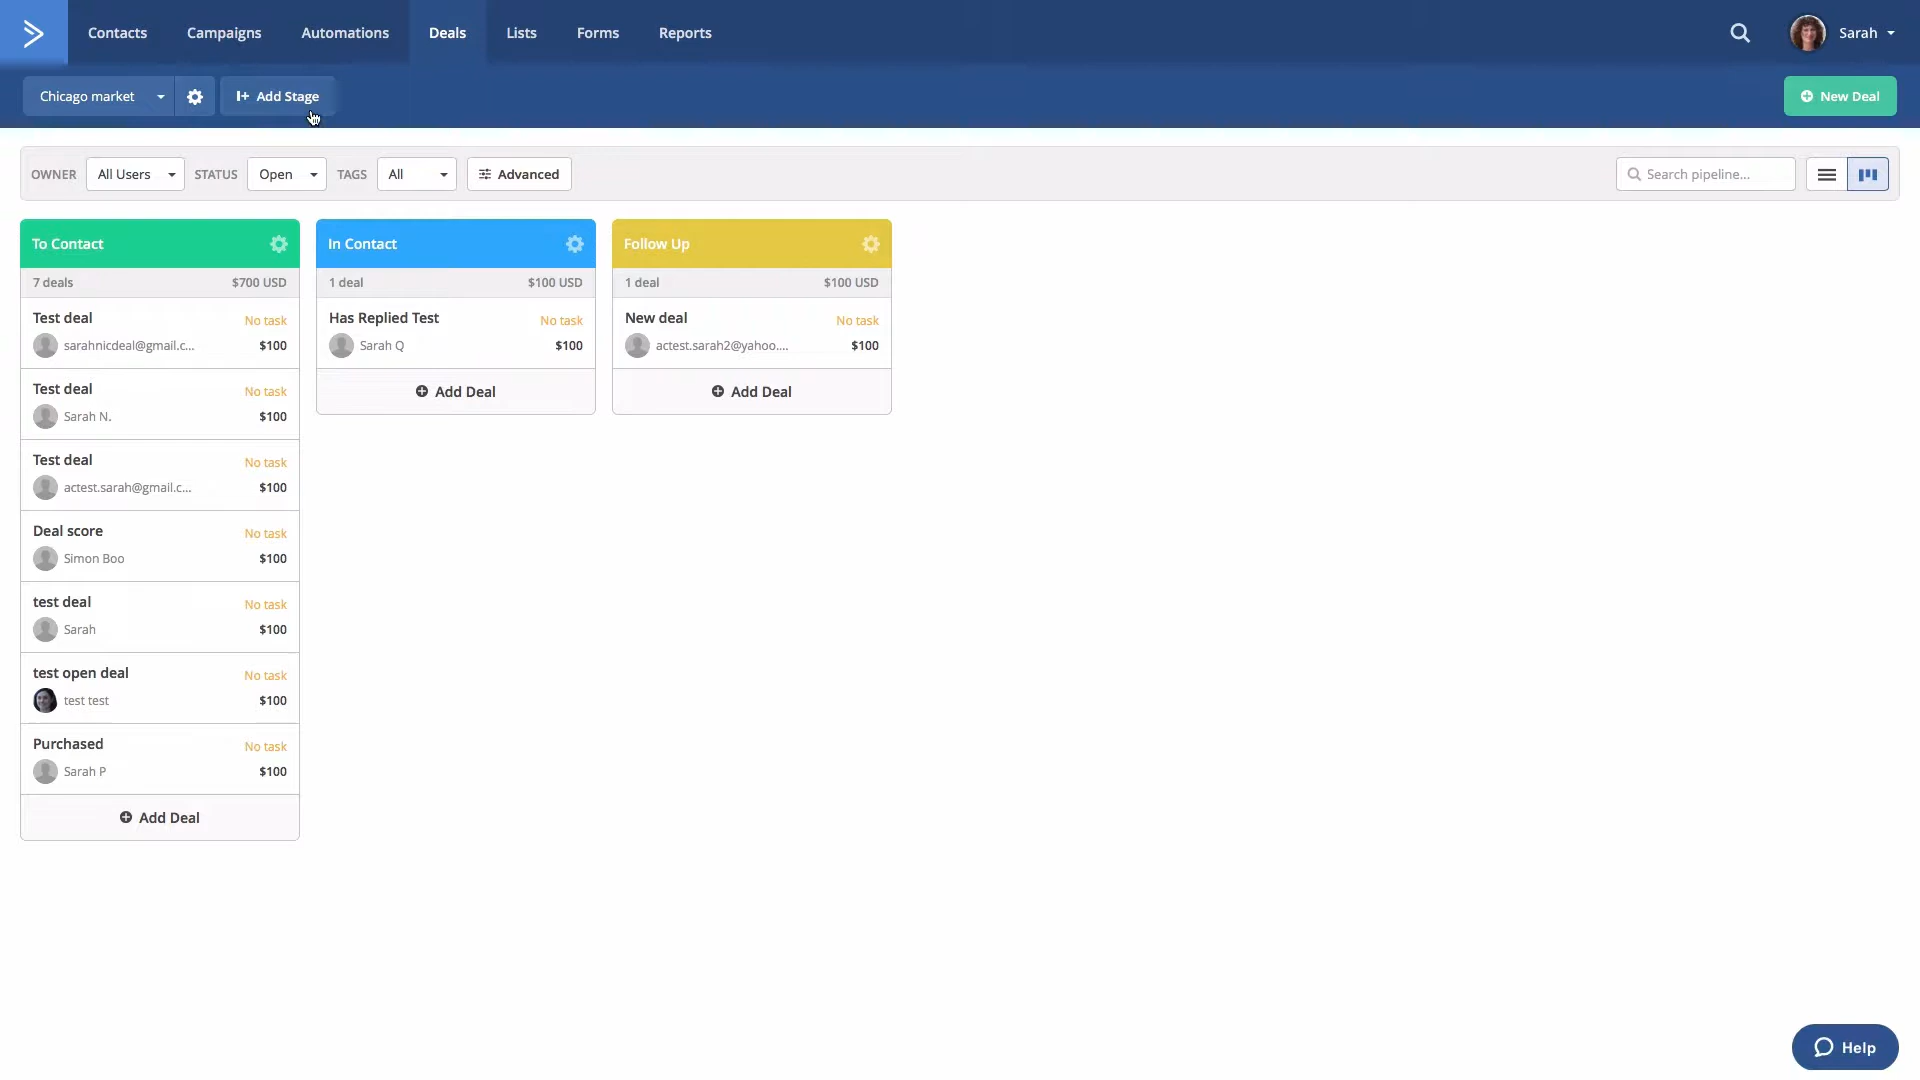 Contacts
Campaigns
Automations
Deals
Lists
Forms
Reports
Sarah
Chicago market
Add Stage
New Deal
OWNER
All Users
STATUS
Open
TAGS
All
Advanced
Search pipeline...
To Contact
7 deals
$700 USD
Test deal
No task
sarahnicdeal@gmail.c...
$100
Test deal
No task
Sarah N.
$100
Test deal
No task
actest.sarah@gmail.c...
$100
Deal score
No task
Simon Boo
$100
test deal
No task
Sarah
$100
test open deal
No task
test test
$100
Purchased
No task
Sarah P
$100
Add Deal
In Contact
1 deal
$100 USD
Has Replied Test
No task
Sarah Q
$100
Add Deal
Follow Up
1 deal
$100 USD
New deal
No task
actest.sarah2@yahoo....
$100
Add Deal
Help